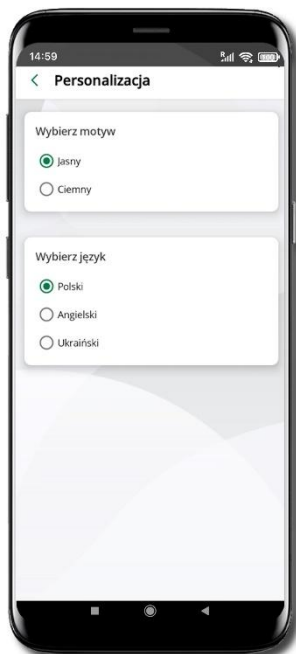 14:59
Personalizacja
Wybierz motyw
Jasny
Ciemny
Wybierz język
Polski
Angielski
Ukraiński